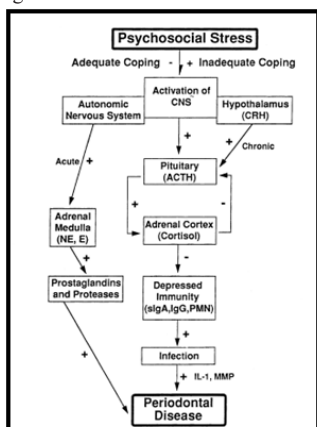 Psychosocial Stress
Adequate Coping - + Inadequate Coping
Activation of
CNS
Autonomic
Nervous System
Hypothalamus
(CRH)
Acute +
+
+ Chronic
Pituitary
(ACTH)
+
-
Adrenal
Medulla
(NE, E)
Adrenal Cortex
(Cortisol)
+
-
Prostaglandins
and Proteases
Depressed
Immunity
(sIgA,IgG,PMN)
+
Infection
+
+ IL-1, MMP
Periodontal
Disease